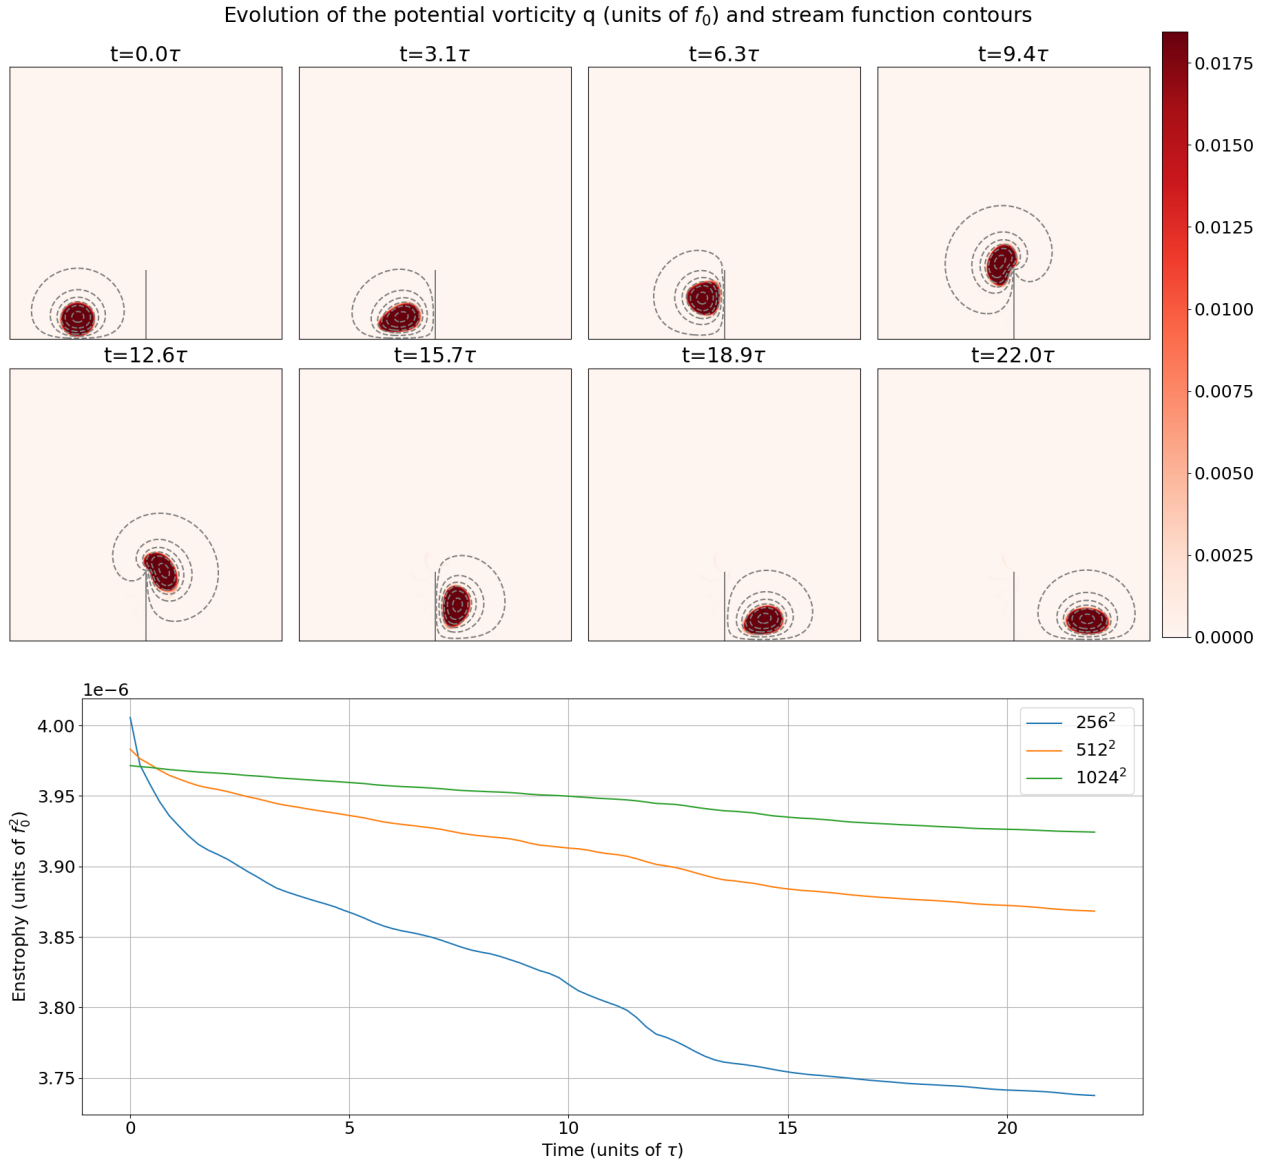 Evolution of the potential vorticity q (units of f₀) and stream function contours
t=0.0τ
t=3.1τ
t=6.3τ
t=9.4τ
t=12.6τ
t=15.7τ
t=18.9τ
t=22.0τ
0.0175
0.0150
0.0125
0.0100
0.0075
0.0050
0.0025
0.0000
1e−6
4.00
3.95
3.90
3.85
3.80
3.75
Enstrophy (units of f₀²)
256²
512²
1024²
0
5
10
15
20
Time (units of τ)